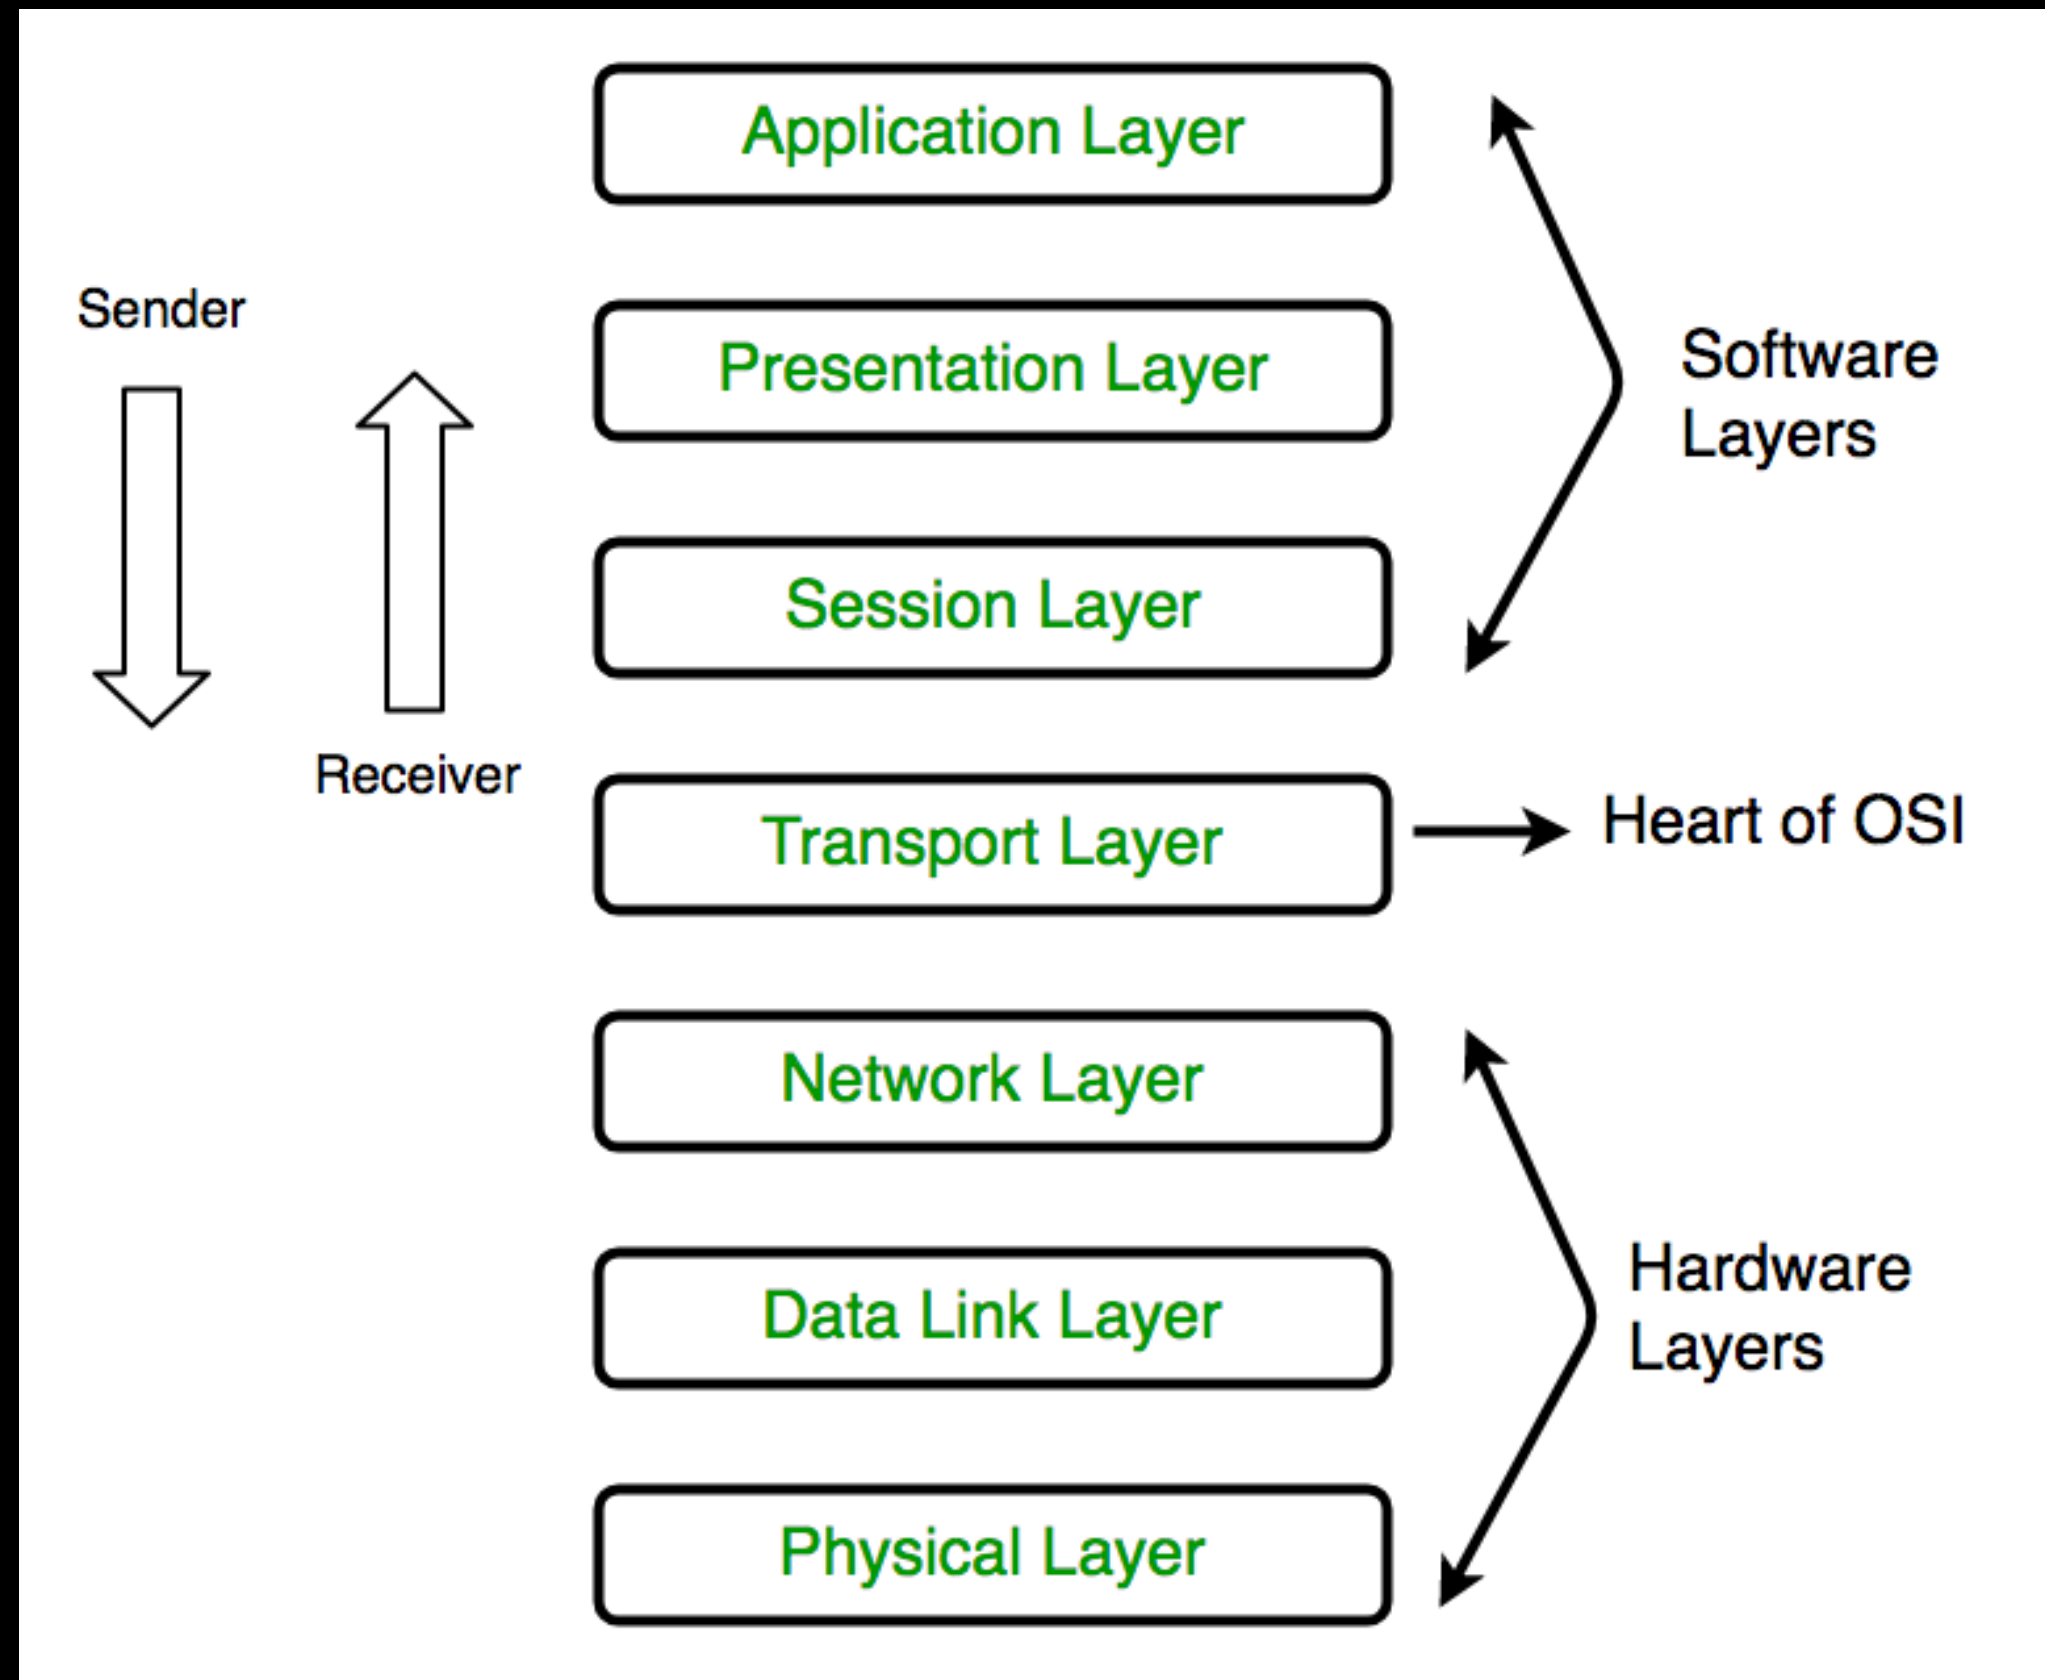 Application Layer
Sender
Presentation Layer
Software
Layers
Session Layer
Receiver
Transport Layer
Heart of OSI
Network Layer
Hardware
Layers
Data Link Layer
Physical Layer